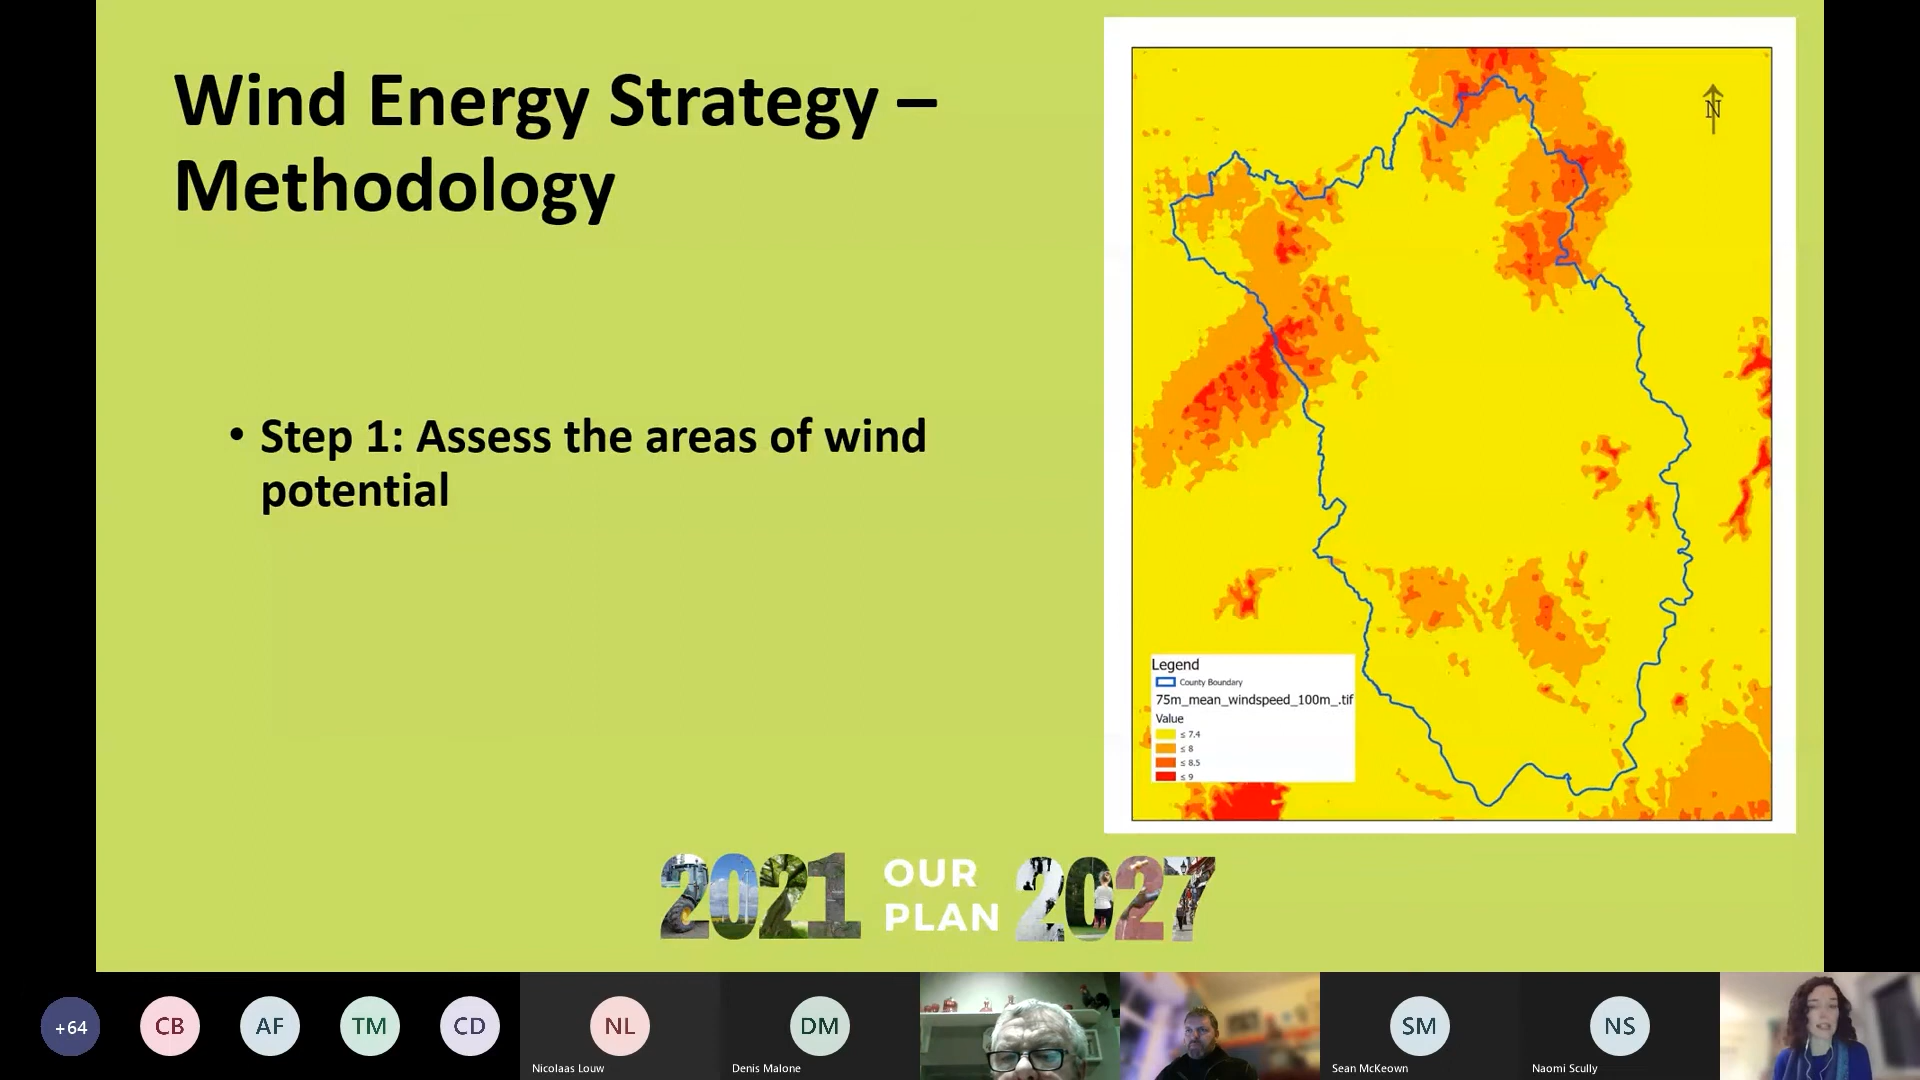 Wind Energy Strategy –
Methodology
• Step 1: Assess the areas of wind
potential
N
Legend
County Boundary
75m_mean_windspeed_100m_.tif
Value
≤ 7.4
≤ 8
≤ 8.5
≤ 9
2021 OUR PLAN 2027
+64
CB
AF
TM
CD
NL
Nicolaas Louw
DM
Denis Malone
SM
Sean McKeown
NS
Naomi Scully